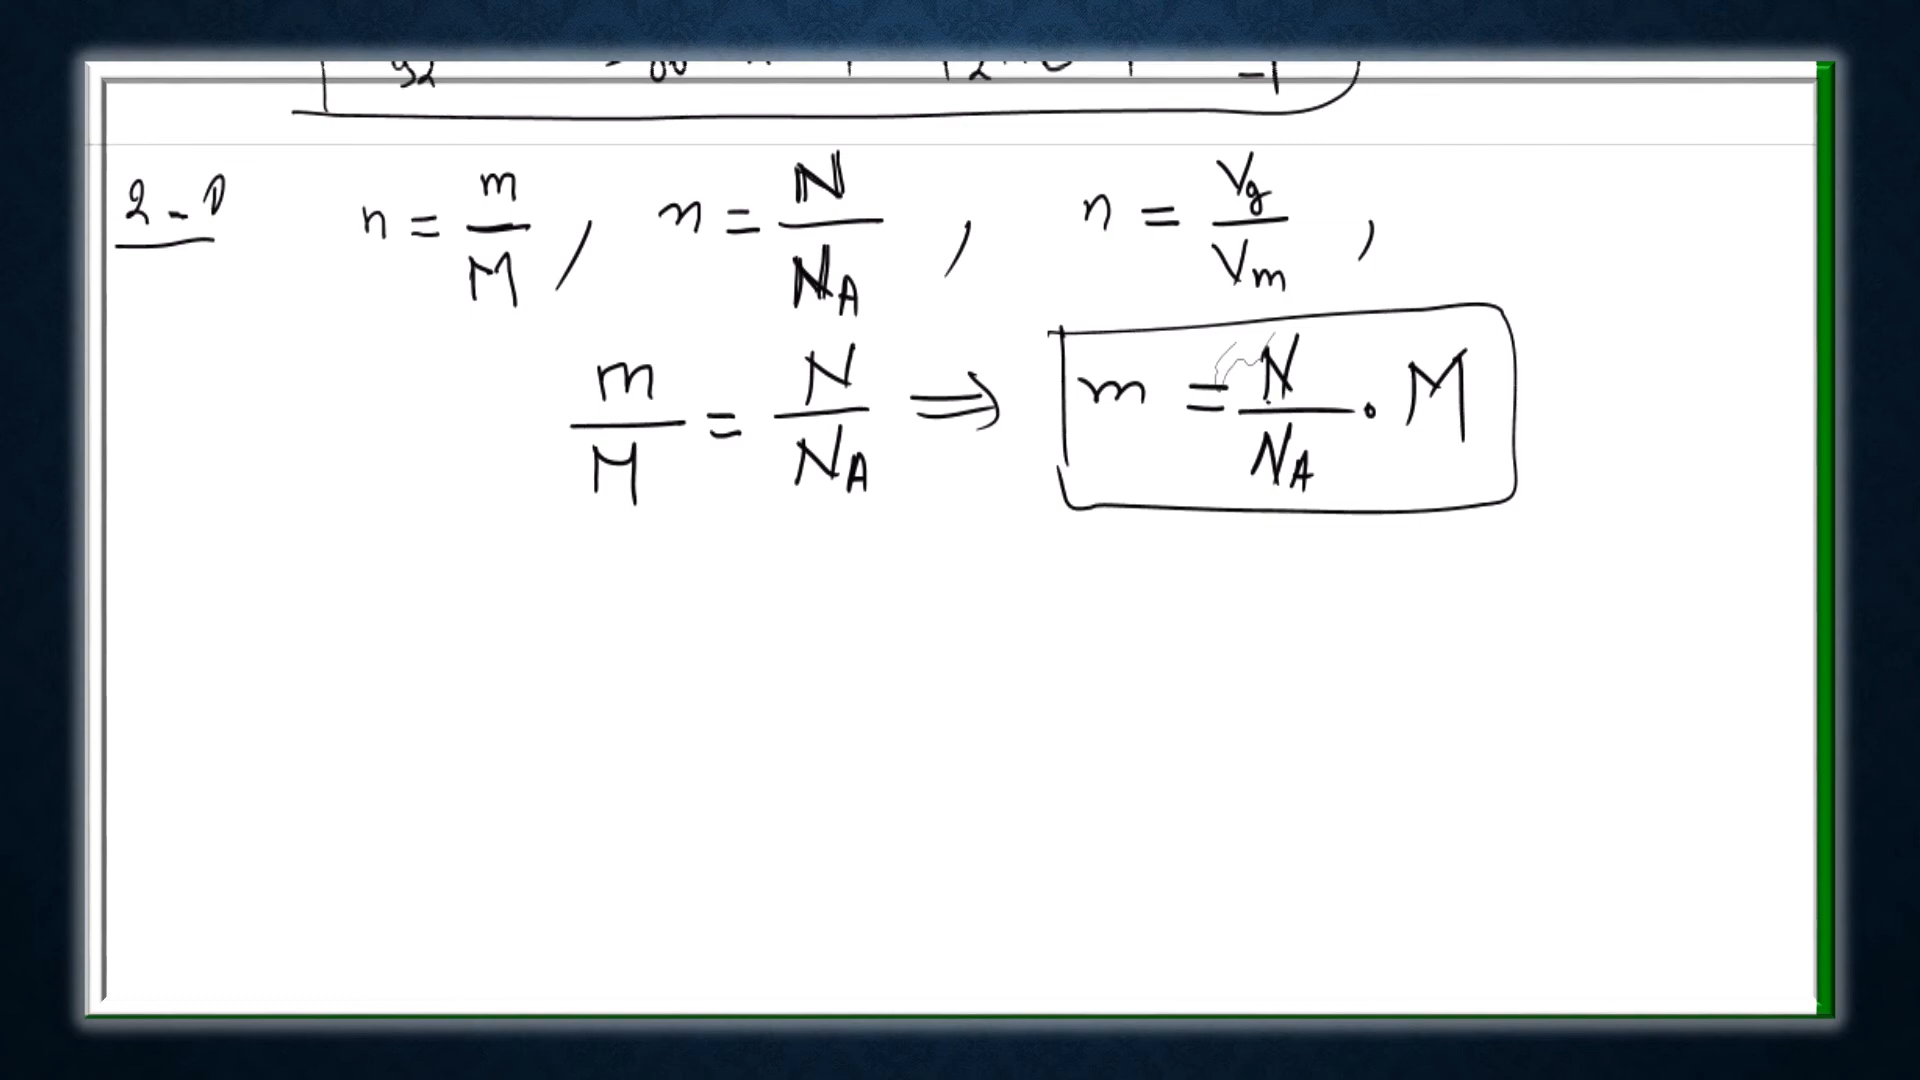 2-1 n = m/M , n = N/N_A , n = V_g/V_m ,
m/M = N/N_A ⟹ m = N/N_A . M